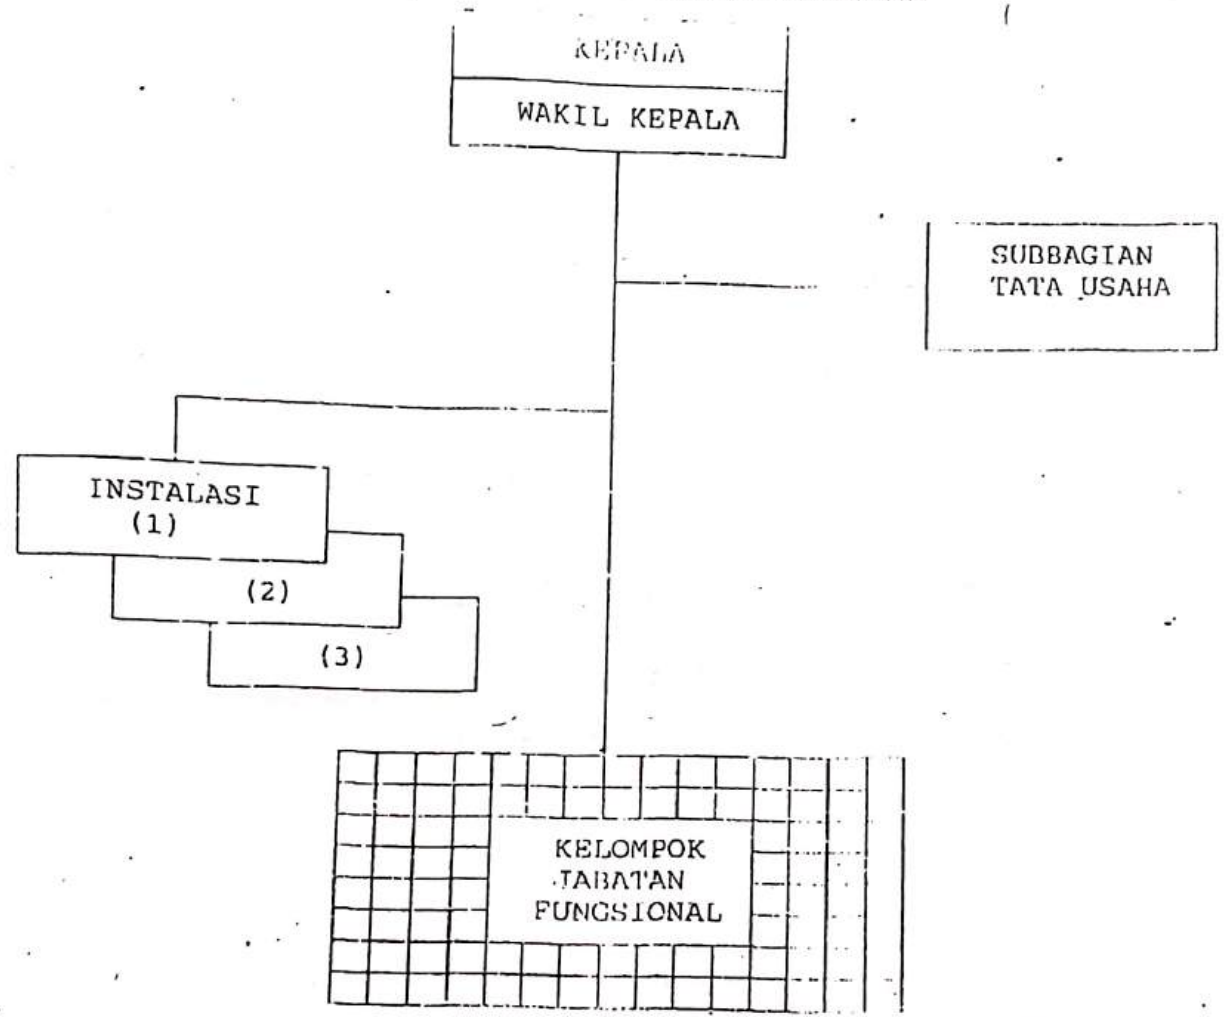 KEPALA
WAKIL KEPALA
SUBBAGIAN
TATA USAHA
INSTALASI
(1)
(2)
(3)
KELOMPOK
JABATAN
FUNGSIONAL